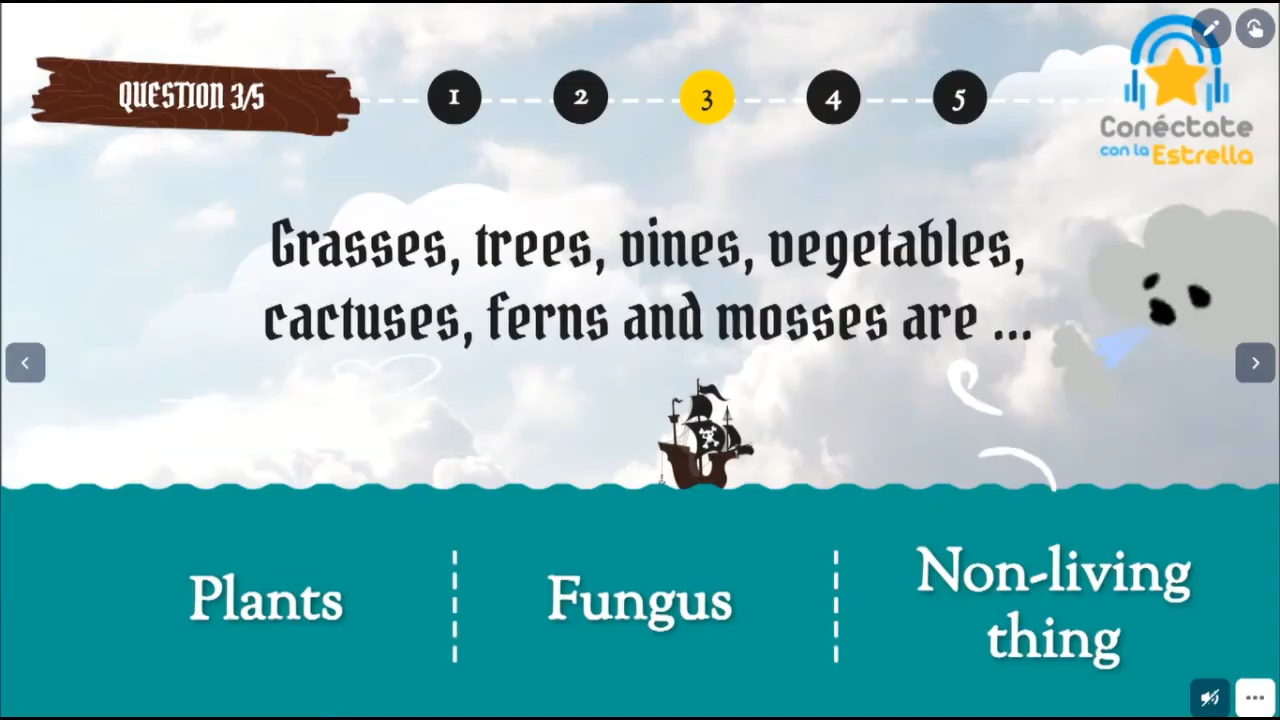 QUESTION 3/5
1 2 3 4 5
Conéctate
con la Estrella
Grasses, trees, vines, vegetables,
cactuses, ferns and mosses are ...
Plants
Fungus
Non-living
thing